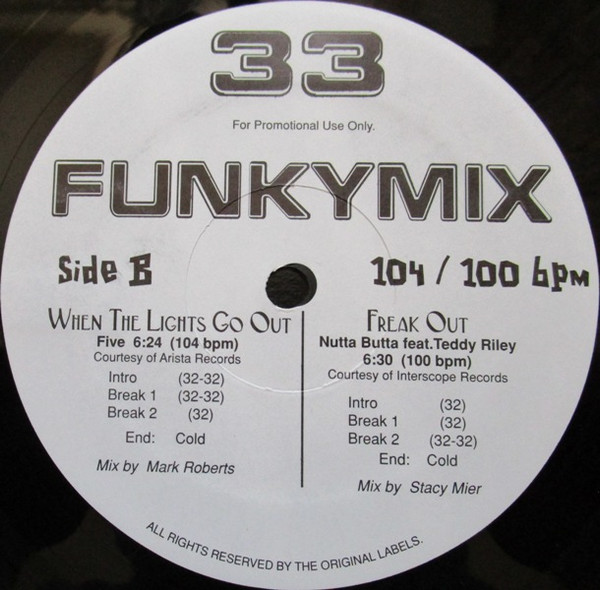 33
For Promotional Use Only.
FUNKYMIX
Side B
104 / 100 bpm
WHEN THE LIGHTS GO OUT
Five 6:24 (104 bpm)
Courtesy of Arista Records
Intro (32-32)
Break 1 (32-32)
Break 2 (32)
End: Cold
Mix by Mark Roberts
FREAK OUT
Nutta Butta feat.Teddy Riley
6:30 (100 bpm)
Courtesy of Interscope Records
Intro (32)
Break 1 (32)
Break 2 (32-32)
End: Cold
Mix by Stacy Mier
ALL RIGHTS RESERVED BY THE ORIGINAL LABELS.